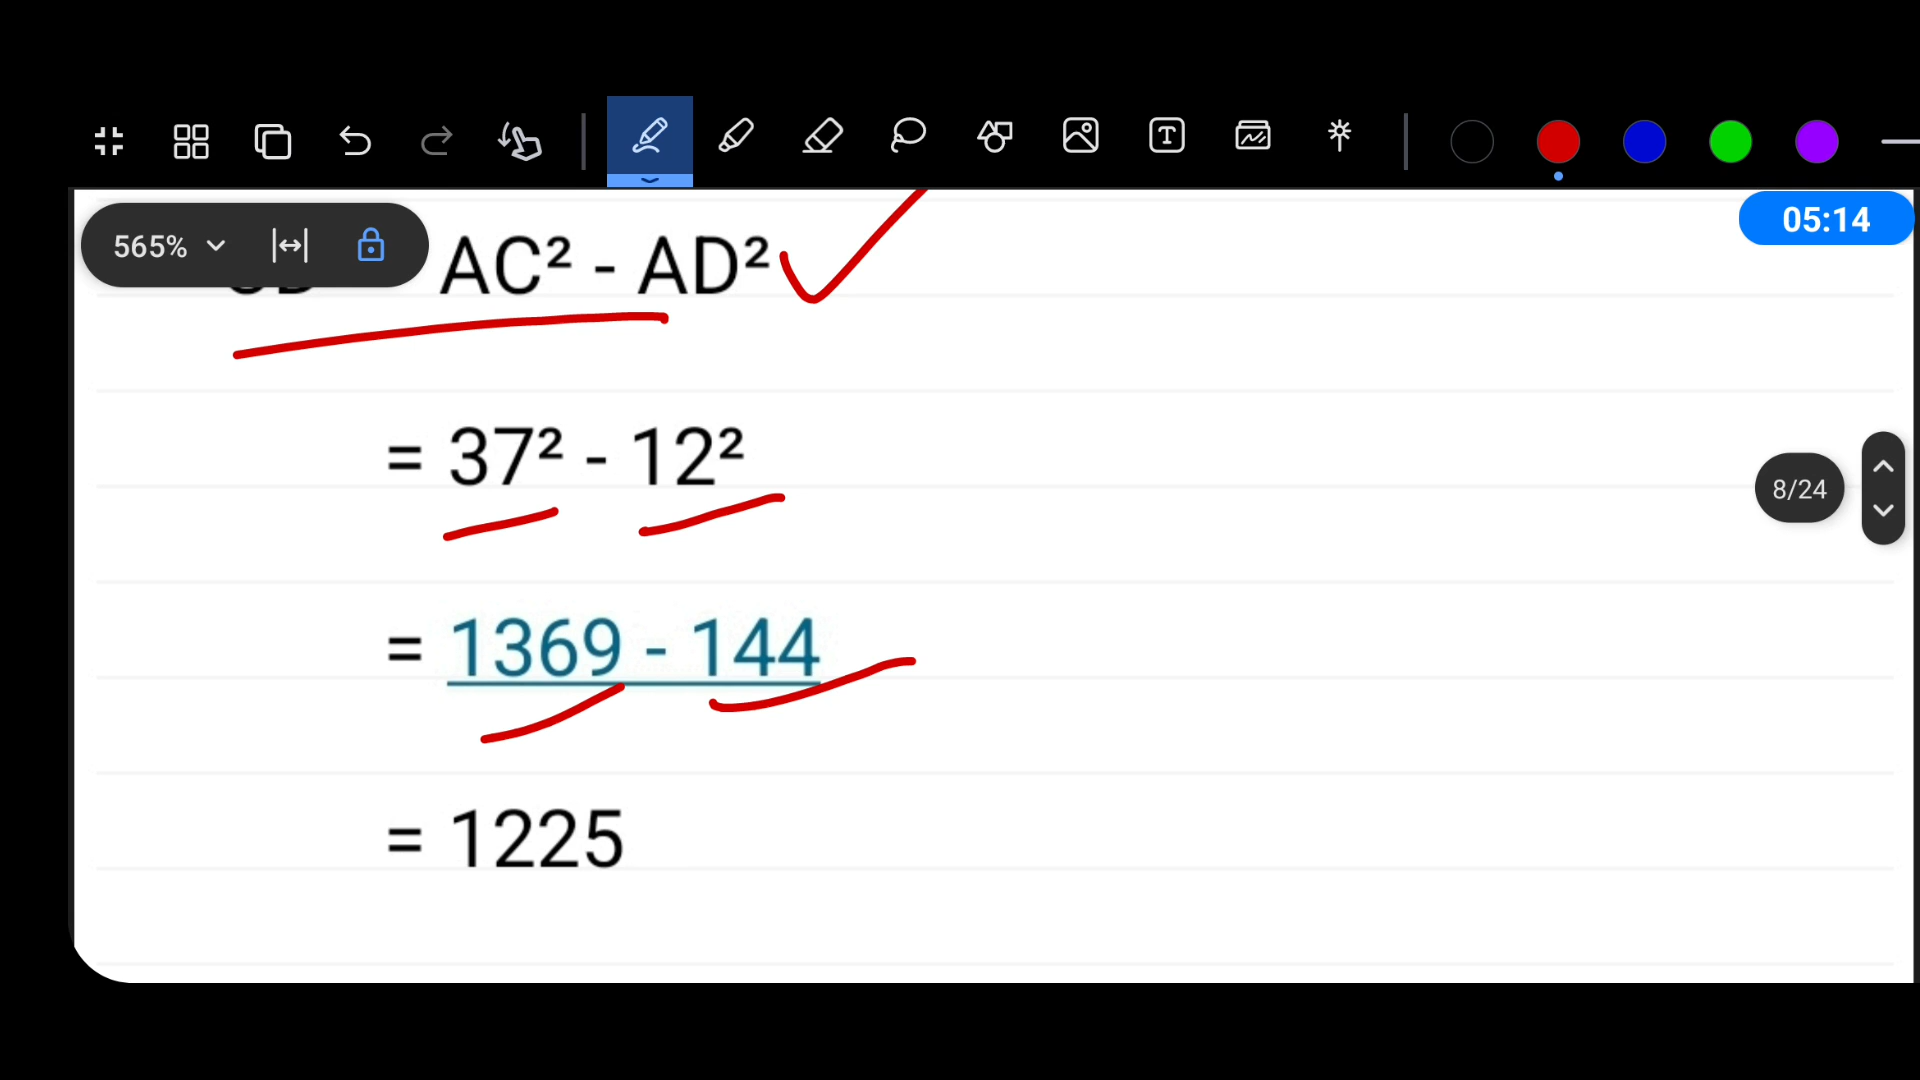 565%
05:14
AC² - AD²
= 37² - 12²
8/24
= 1369 - 144
= 1225